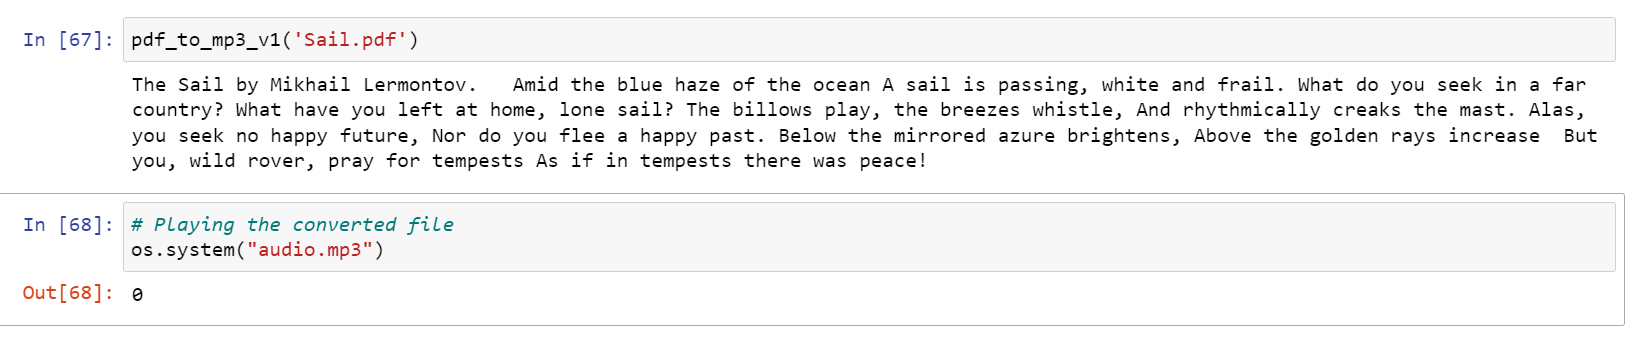 In [67]: pdf_to_mp3_v1('Sail.pdf')
The Sail by Mikhail Lermontov.   Amid the blue haze of the ocean A sail is passing, white and frail. What do you seek in a far
country? What have you left at home, lone sail? The billows play, the breezes whistle, And rhythmically creaks the mast. Alas,
you seek no happy future, Nor do you flee a happy past. Below the mirrored azure brightens, Above the golden rays increase  But
you, wild rover, pray for tempests As if in tempests there was peace!
In [68]: # Playing the converted file
os.system("audio.mp3")
Out[68]: 0